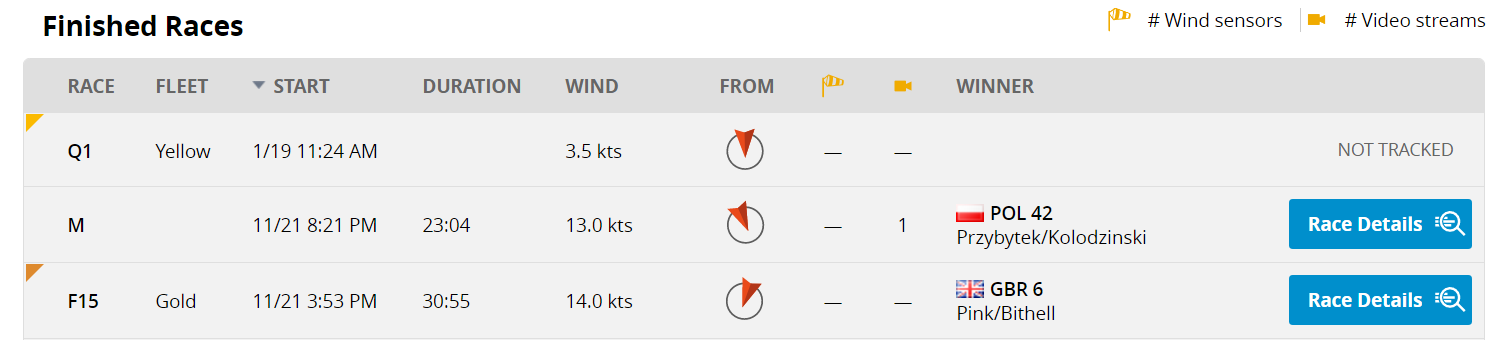 Finished Races
# Wind sensors
# Video streams
RACE FLEET START DURATION WIND FROM WINNER
Q1 Yellow 1/19 11:24 AM 3.5 kts — — NOT TRACKED
M 11/21 8:21 PM 23:04 13.0 kts — 1 POL 42 Race Details
Przybytek/Kolodzinski
F15 Gold 11/21 3:53 PM 30:55 14.0 kts — — GBR 6 Race Details
Pink/Bithell